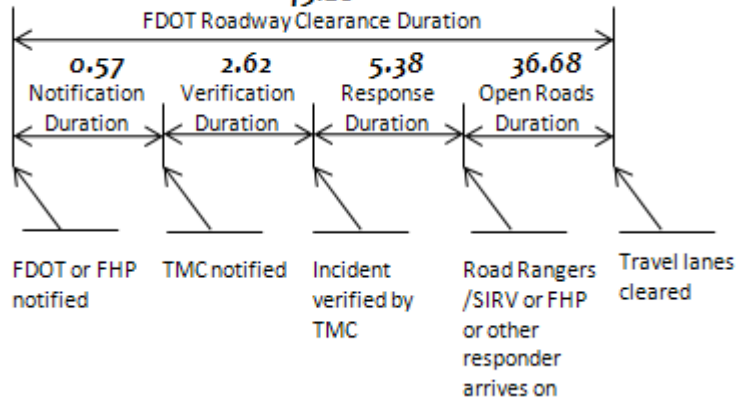 FDOT Roadway Clearance Duration
0.57
Notification
Duration
2.62
Verification
Duration
5.38
Response
Duration
36.68
Open Roads
Duration
FDOT or FHP
notified
TMC notified
Incident
verified by
TMC
Road Rangers
/SIRV or FHP
or other
responder
arrives on
Travel lanes
cleared